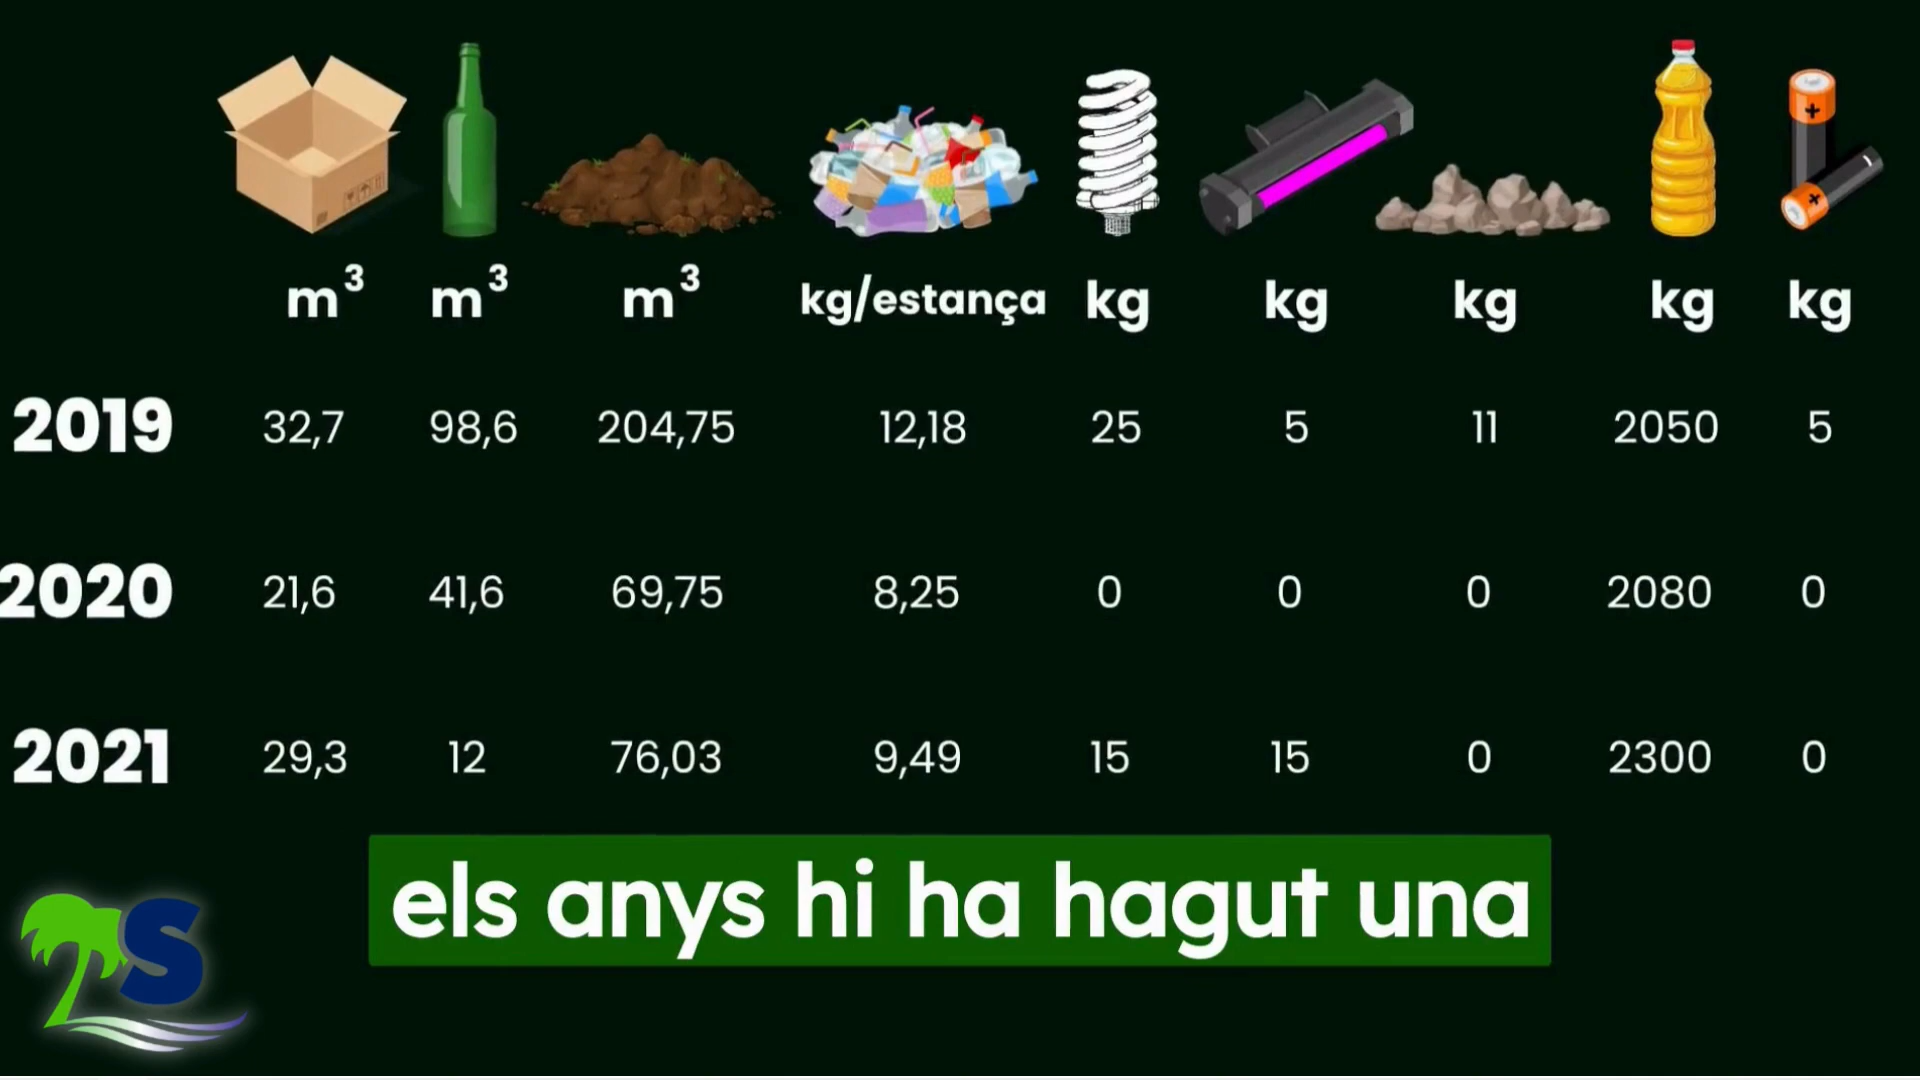 m³ m³ m³ kg/estança kg kg kg kg kg
2019 32,7 98,6 204,75 12,18 25 5 11 2050 5
2020 21,6 41,6 69,75 8,25 0 0 0 2080 0
2021 29,3 12 76,03 9,49 15 15 0 2300 0
els anys hi ha hagut una
S